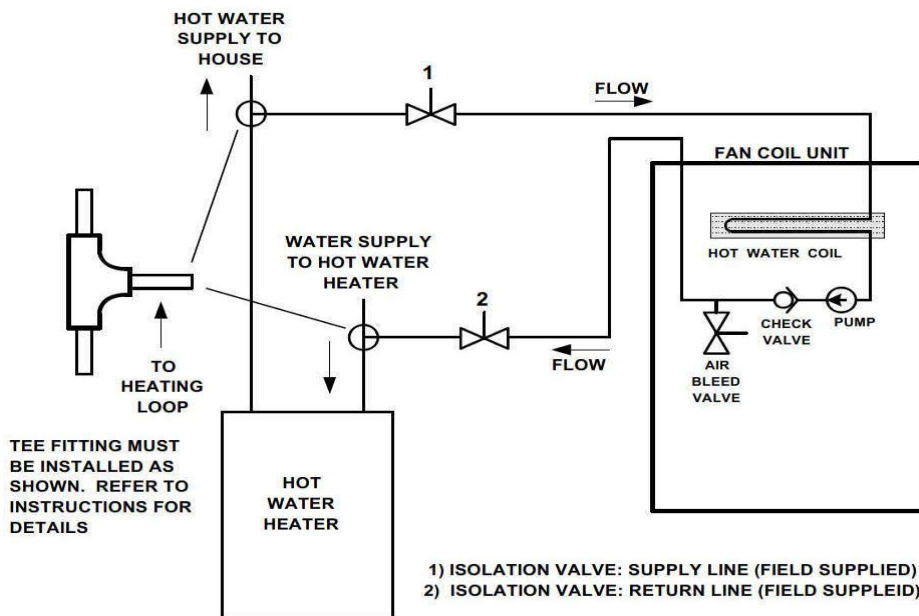 HOT WATER
SUPPLY TO
HOUSE
1
FLOW
FAN COIL UNIT
HOT WATER COIL
WATER SUPPLY
TO HOT WATER
HEATER
2
FLOW
CHECK
VALVE
PUMP
AIR
BLEED
VALVE
TO
HEATING
LOOP
TEE FITTING MUST
BE INSTALLED AS
SHOWN. REFER TO
INSTRUCTIONS FOR
DETAILS
HOT
WATER
HEATER
1) ISOLATION VALVE: SUPPLY LINE (FIELD SUPPLIED)
2) ISOLATION VALVE: RETURN LINE (FIELD SUPPLEID)